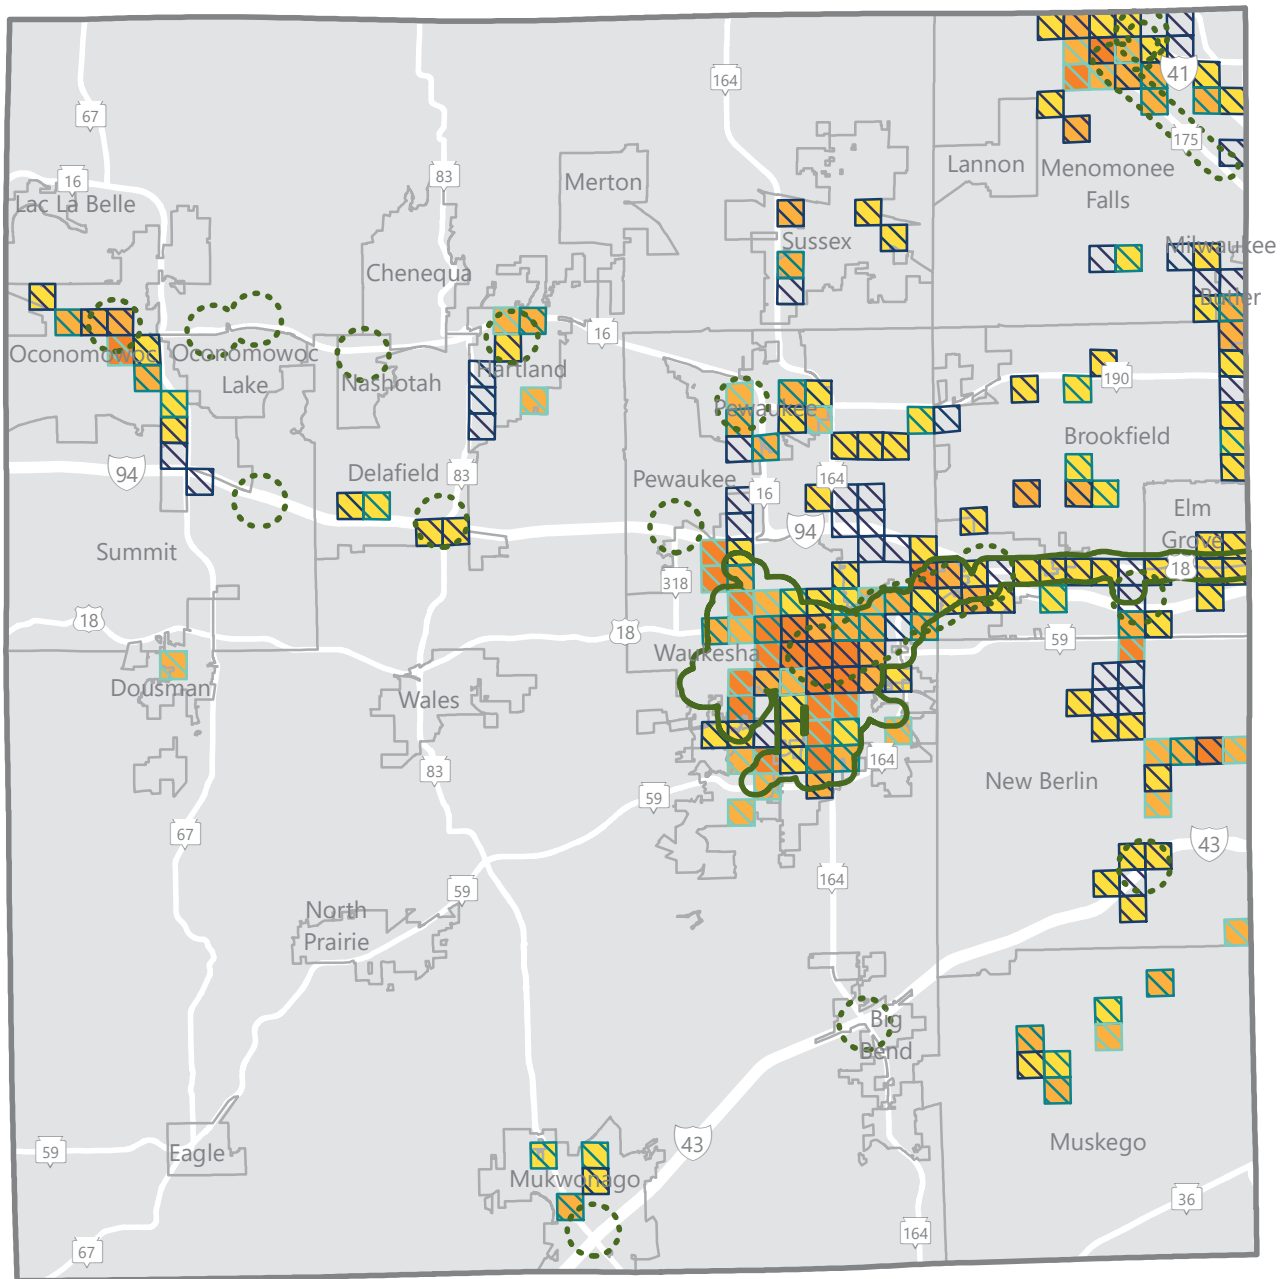 164
41
67
175
Lannon
Menomonee
Falls
83
16
Merton
Lac La Belle
Sussex
Milwaukee
Chenequa
Butler
16
Oconomowoc
Oconomowoc
Lake
Nashotah
Hartland
190
Pewaukee
Brookfield
94
Delafield
83
Pewaukee
164
16
Elm
Grove
94
Summit
18
318
18
18
59
Waukesha
Dousman
Wales
164
New Berlin
83
59
67
43
164
59
North
Prairie
Big
Bend
43
Muskego
59
Eagle
Mukwonago
36
164
67